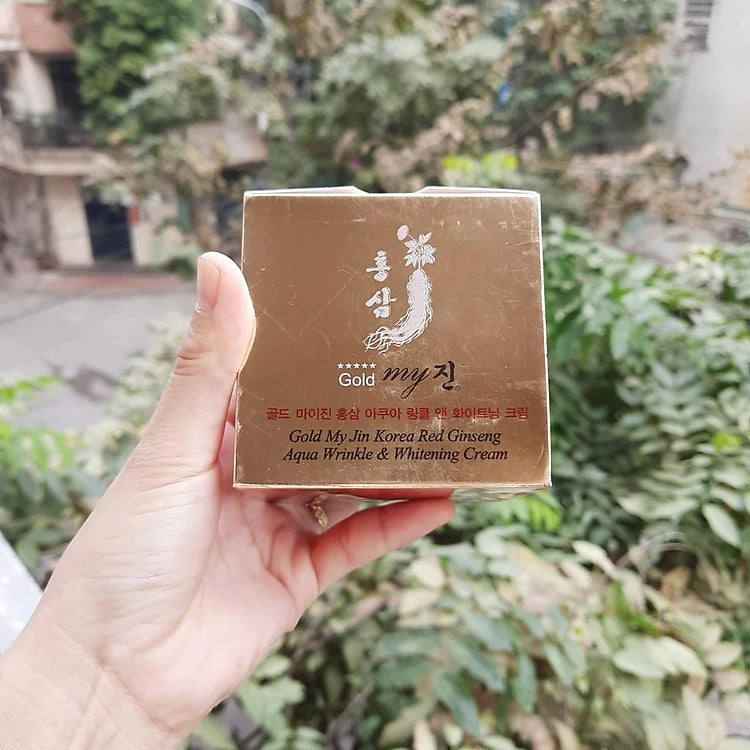 홍
삼
Gold my진
골드 마이진 홍삼 아쿠아 링클 앤 화이트닝 크림
Gold My Jin Korea Red Ginseng
Aqua Wrinkle & Whitening Cream